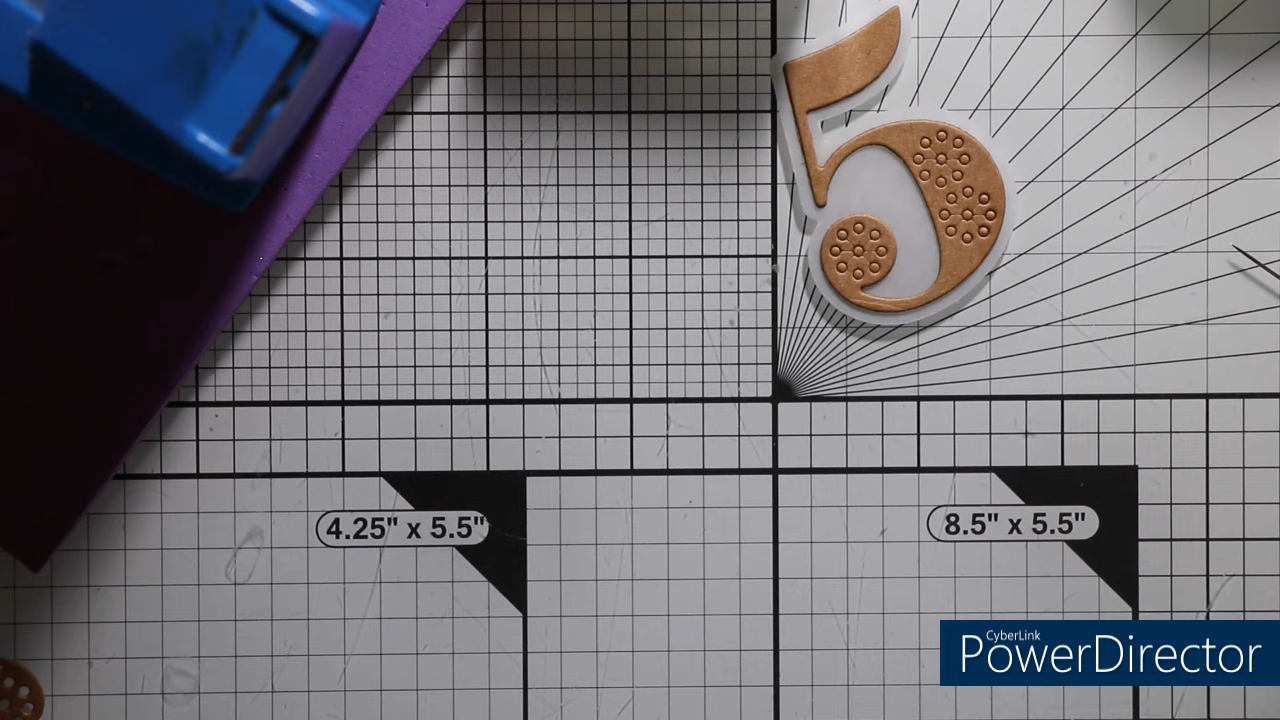 5
4.25" x 5.5"
8.5" x 5.5"
CyberLink
PowerDirector